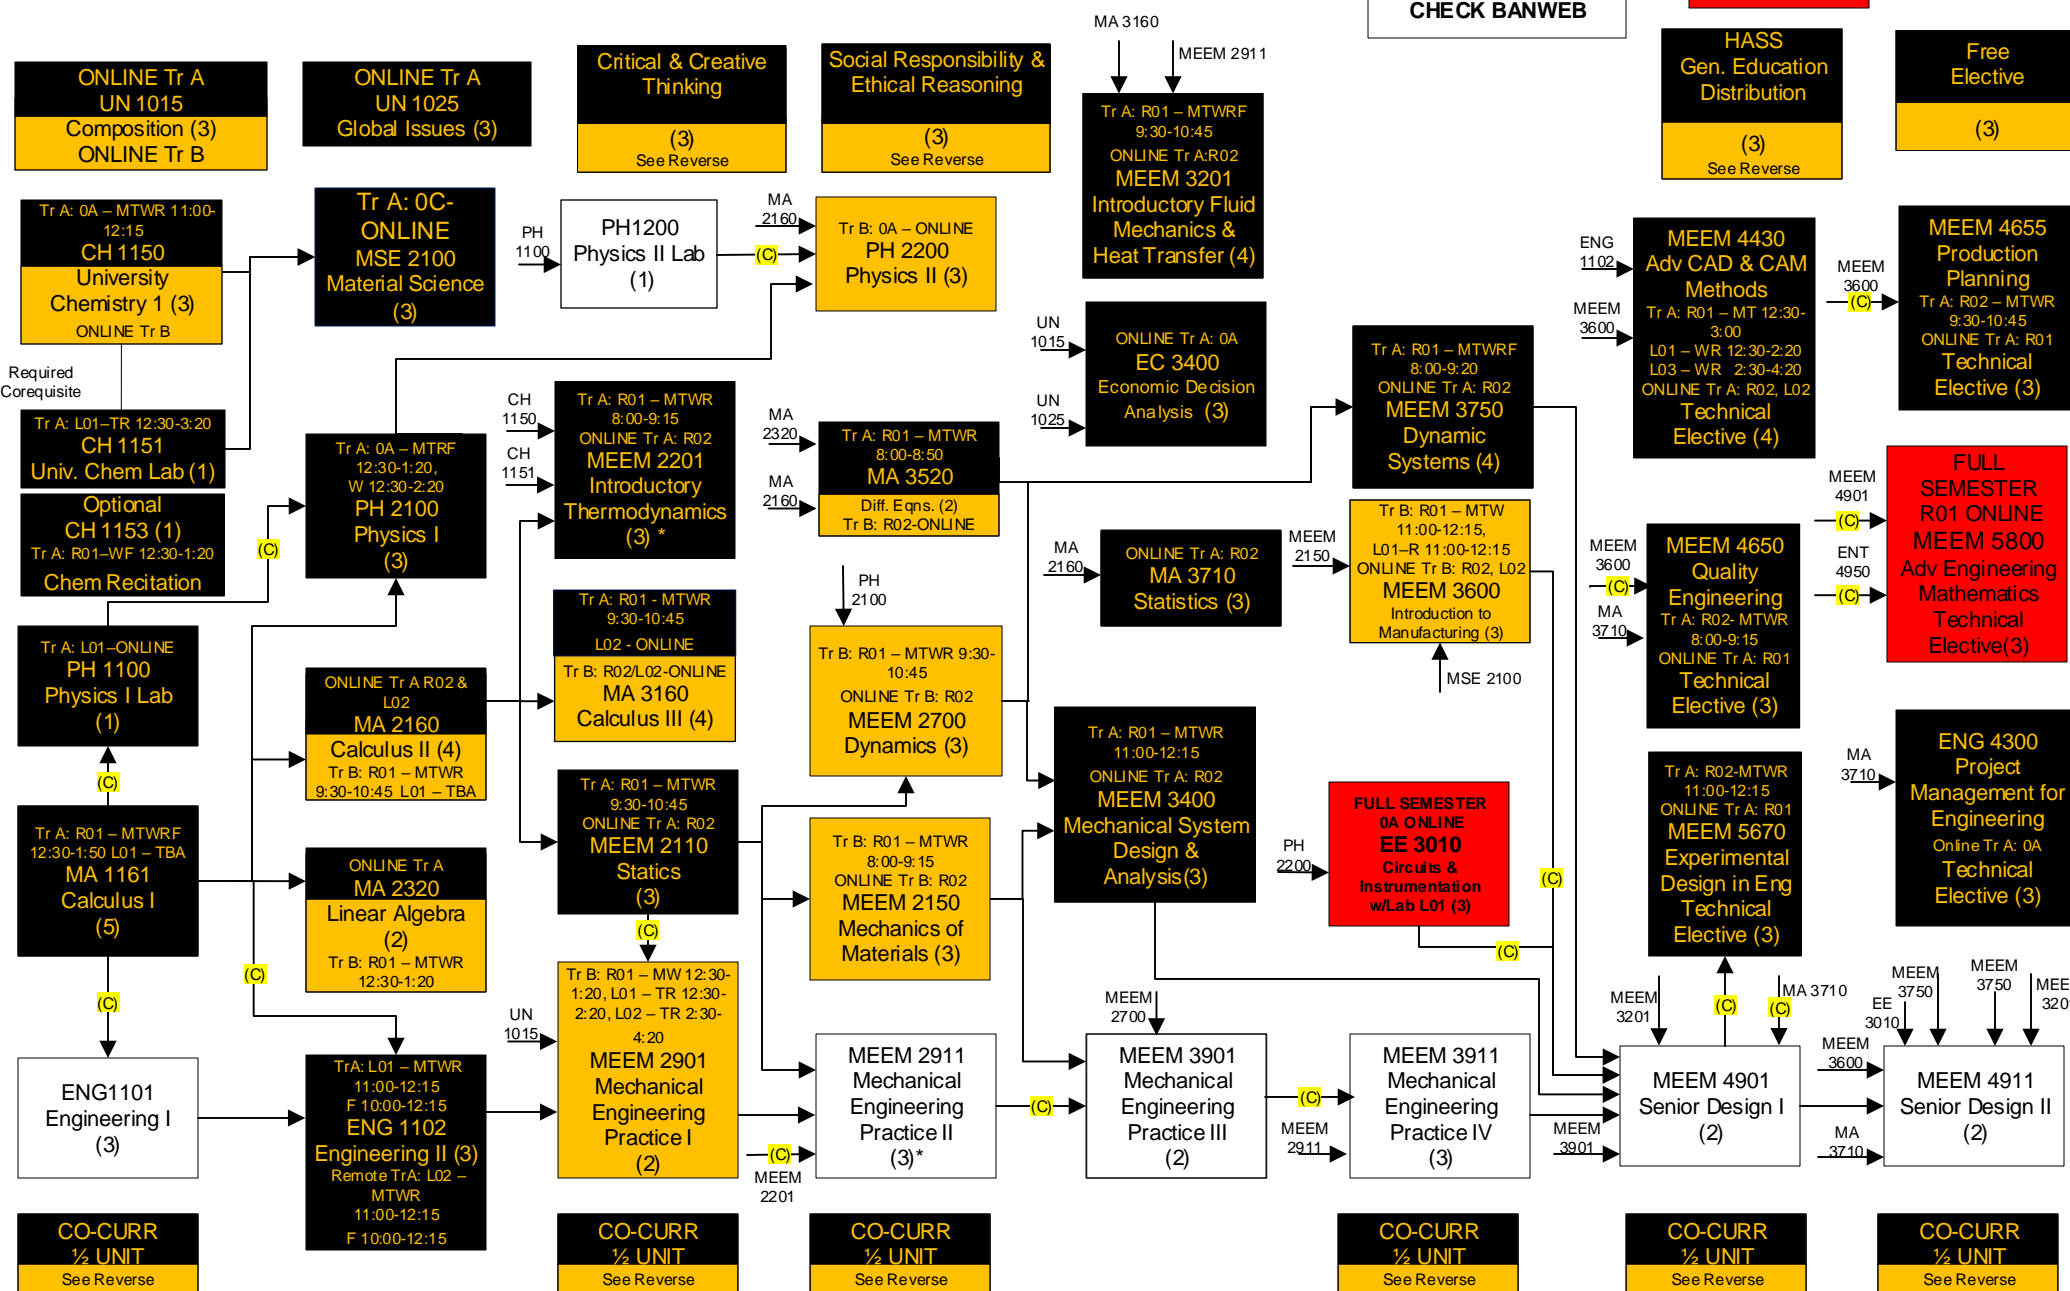 CHECK BANWEB
ONLINE Tr A
UN 1015
Composition (3)
ONLINE Tr B
ONLINE Tr A
UN 1025
Global Issues (3)
Critical & Creative
Thinking
(3)
See Reverse
Social Responsibility &
Ethical Reasoning
(3)
See Reverse
MA 3160
MEEM 2911
Tr A: R01 – MTWRF
9:30-10:45
ONLINE Tr A:R02
MEEM 3201
Introductory Fluid
Mechanics &
Heat Transfer (4)
HASS
Gen. Education
Distribution
(3)
See Reverse
Free
Elective
(3)
Tr A: 0A – MTWR 11:00-
12:15
CH 1150
University
Chemistry 1 (3)
ONLINE Tr B
Required
Corequisite
Tr A: L01–TR 12:30-3:20
CH 1151
Univ. Chem Lab (1)
Optional
CH 1153 (1)
Tr A: R01–WF 12:30-1:20
Chem Recitation
Tr A: L01–ONLINE
PH 1100
Physics I Lab
(1)
(C)
Tr A: R01 – MTWRF
12:30-1:50 L01 – TBA
MA 1161
Calculus I
(5)
(C)
ENG1101
Engineering I
(3)
CO-CURR
½ UNIT
See Reverse
Tr A: 0C-
ONLINE
MSE 2100
Material Science
(3)
(C)
Tr A: 0A – MTRF
12:30-1:20,
W 12:30-2:20
PH 2100
Physics I
(3)
ONLINE Tr A R02 &
L02
MA 2160
Calculus II (4)
Tr B: R01 – MTWR
9:30-10:45 L01 – TBA
ONLINE Tr A
MA 2320
Linear Algebra
(2)
Tr B: R01 – MTWR
12:30-1:20
(C)
TrA: L01 – MTWR
11:00-12:15
F 10:00-12:15
ENG 1102
Engineering II (3)
Remote TrA: L02 –
MTWR
11:00-12:15
F 10:00-12:15
PH
1100
PH1200
Physics II Lab
(1)
(C)
CH
1150
CH
1151
Tr A: R01 – MTWR
8:00-9:15
ONLINE Tr A: R02
MEEM 2201
Introductory
Thermodynamics
(3) *
Tr A: R01 - MTWR
9:30-10:45
L02 - ONLINE
Tr B: R02/L02-ONLINE
MA 3160
Calculus III (4)
Tr A: R01 – MTWR
9:30-10:45
ONLINE Tr A: R02
MEEM 2110
Statics
(3)
(C)
UN
1015
Tr B: R01 – MW 12:30-
1:20, L01 – TR 12:30-
2:20, L02 – TR 2:30-
4:20
MEEM 2901
Mechanical
Engineering
Practice I
(2)
CO-CURR
½ UNIT
See Reverse
MA
2160
Tr B: 0A – ONLINE
PH 2200
Physics II (3)
MA
2320
MA
2160
Tr A: R01 – MTWR
8:00-8:50
MA 3520
Diff. Eqns. (2)
Tr B: R02-ONLINE
PH
2100
Tr B: R01 – MTWR 9:30-
10:45
ONLINE Tr B: R02
MEEM 2700
Dynamics (3)
Tr B: R01 – MTWR
8:00-9:15
ONLINE Tr B: R02
MEEM 2150
Mechanics of
Materials (3)
(C)
MEEM
2201
MEEM 2911
Mechanical
Engineering
Practice II
(3)*
(C)
CO-CURR
½ UNIT
See Reverse
UN
1015
UN
1025
ONLINE Tr A: 0A
EC 3400
Economic Decision
Analysis (3)
MA
2160
ONLINE Tr A: R02
MA 3710
Statistics (3)
Tr A: R01 – MTWR
11:00-12:15
ONLINE Tr A: R02
MEEM 3400
Mechanical System
Design &
Analysis(3)
MEEM
2700
MEEM 3901
Mechanical
Engineering
Practice III
(2)
(C)
Tr A: R01 – MTWRF
8:00-9:20
ONLINE Tr A: R02
MEEM 3750
Dynamic
Systems (4)
MEEM
2150
Tr B: R01 – MTW
11:00-12:15,
L01–R 11:00-12:15
ONLINE Tr B: R02, L02
MEEM 3600
Introduction to
Manufacturing (3)
MSE 2100
PH
2200
FULL SEMESTER
0A ONLINE
EE 3010
Circuits &
Instrumentation
w/Lab L01 (3)
(C)
(C)
MEEM
2911
MEEM 3911
Mechanical
Engineering
Practice IV
(3)
CO-CURR
½ UNIT
See Reverse
ENG
1102
MEEM
3600
MEEM 4430
Adv CAD & CAM
Methods
Tr A: R01 – MT 12:30-
3:00
L01 – WR 12:30-2:20
L03 – WR 2:30-4:20
ONLINE Tr A: R02, L02
Technical
Elective (4)
MEEM
3600
(C)
MA
3710
MEEM 4650
Quality
Engineering
Tr A: R02- MTWR
8:00-9:15
ONLINE Tr A: R01
Technical
Elective (3)
Tr A: R02-MTWR
11:00-12:15
ONLINE Tr A: R01
MEEM 5670
Experimental
Design in Eng
Technical
Elective (3)
MEEM
3201
(C)
MA 3710
(C)
MEEM
3901
MEEM 4901
Senior Design I
(2)
CO-CURR
½ UNIT
See Reverse
MEEM
3600
(C)
MEEM 4655
Production
Planning
Tr A: R02 – MTWR
9:30-10:45
ONLINE Tr A: R01
Technical
Elective (3)
MEEM
4901
(C)
ENT
4950
(C)
FULL
SEMESTER
R01 ONLINE
MEEM 5800
Adv Engineering
Mathematics
Technical
Elective(3)
MA
3710
ENG 4300
Project
Management for
Engineering
Online Tr A: 0A
Technical
Elective (3)
EE
3010
MEEM
3750
MEEM
3750
MEE
320
MEEM
3600
MA
3710
MEEM 4911
Senior Design II
(2)
CO-CURR
½ UNIT
See Reverse